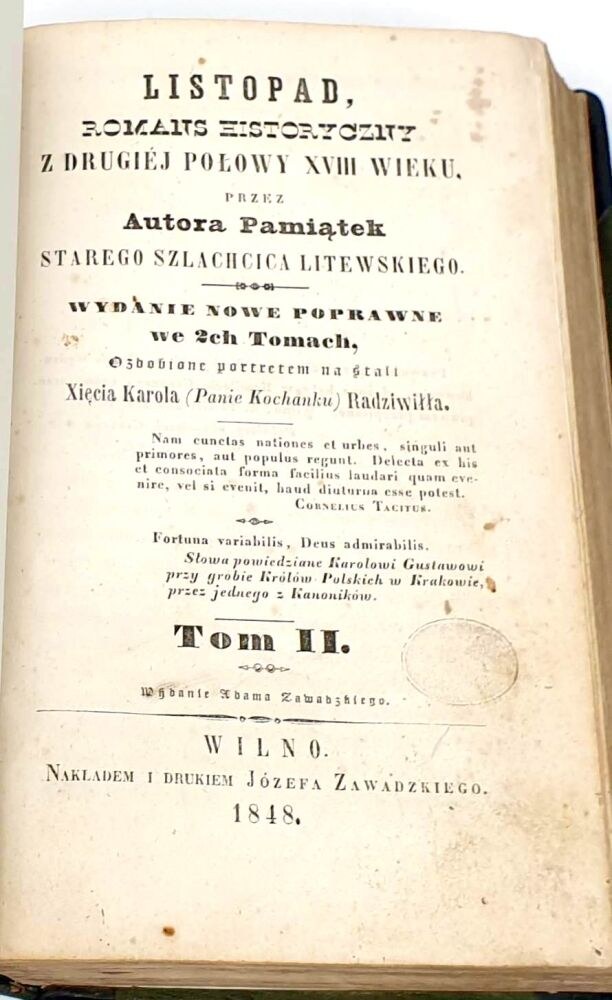 LISTOPAD,
ROMANS HISTORYCZNY
Z DRUGIÉJ POŁOWY XVIII WIEKU,
PRZEZ
Autora Pamiątek
STAREGO SZLACHCICA LITEWSKIEGO.
WYDANIE NOWE POPRAWNE
we 2ch Tomach,
Ozdobione portretem na stali
Xięcia Karola (Panie Kochanku) Radziwiłła.
Nam cunctas nationes et urbes, singuli aut
primores, aut populus regunt. Delecta ex his
et consociata forma facilius laudari quam eve-
nire, vel si evenit, haud diuturna esse potest.
CORNELIUS TACITUS.
Fortuna variabilis, Deus admirabilis.
Słowa powiedziane Karolowi Gustawowi
przy grobie Królów Polskich w Krakowie,
przez jednego z Kanoników.
Tom II.
Wydanie Adama Zawadzkiego.
WILNO.
NAKŁADEM I DRUKIEM JÓZEFA ZAWADZKIEGO.
1848.